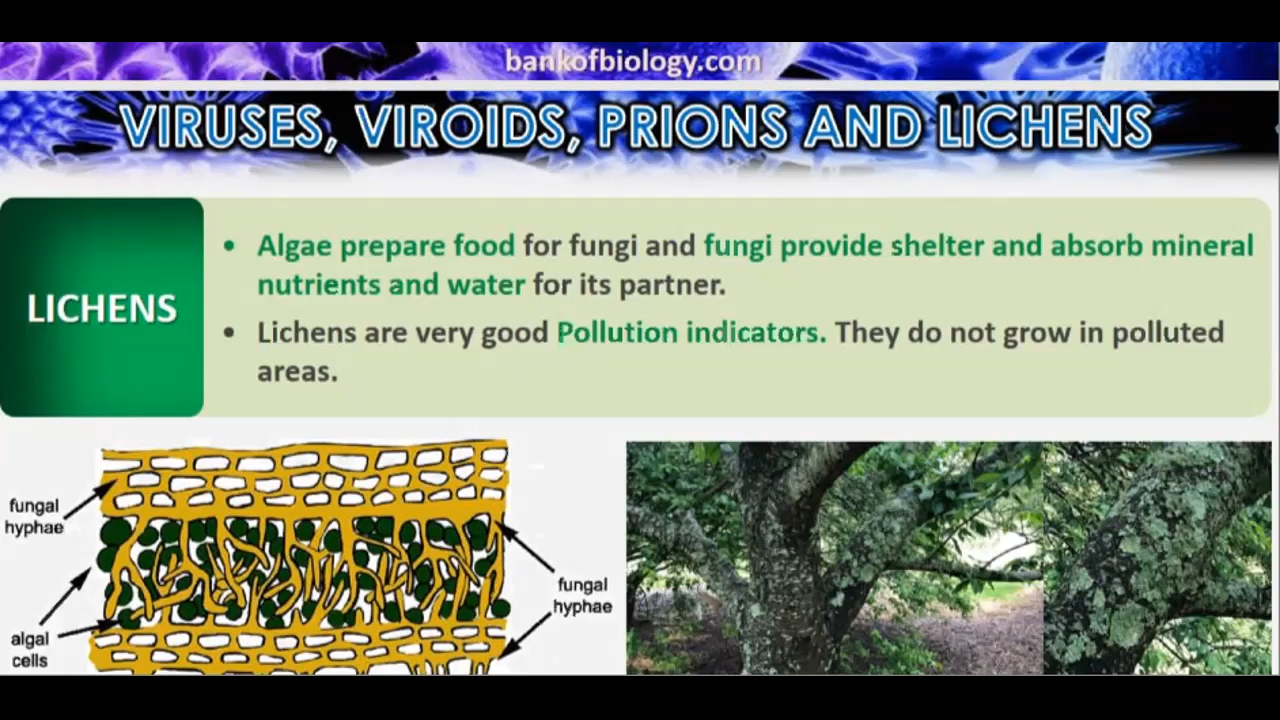 bankofbiology.com
VIRUSES, VIROIDS, PRIONS AND LICHENS
LICHENS
• Algae prepare food for fungi and fungi provide shelter and absorb mineral
nutrients and water for its partner.
• Lichens are very good Pollution indicators. They do not grow in polluted
areas.
fungal
hyphae
algal
cells
fungal
hyphae